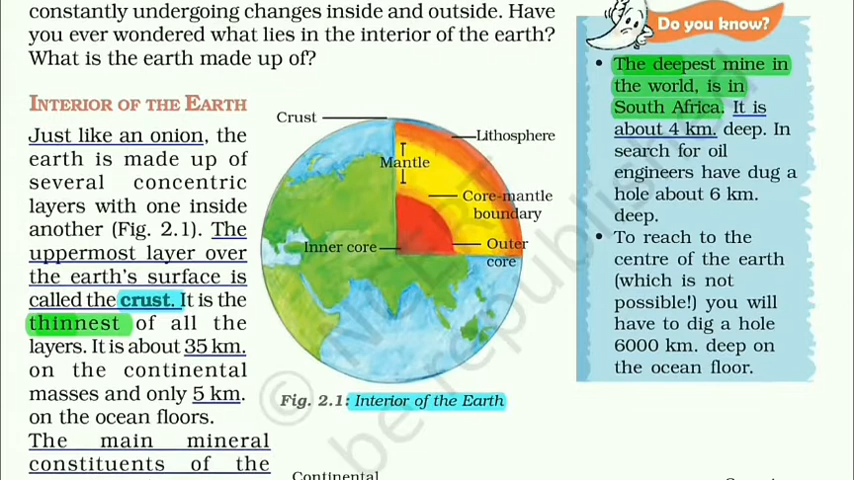 constantly undergoing changes inside and outside. Have
you ever wondered what lies in the interior of the earth?
What is the earth made up of?
INTERIOR OF THE EARTH
Just like an onion, the
earth is made up of
several concentric
layers with one inside
another (Fig. 2.1). The
uppermost layer over
the earth's surface is
called the crust. It is the
thinnest of all the
layers. It is about 35 km.
on the continental
masses and only 5 km.
on the ocean floors.
The main mineral
constituents of the
Crust
Lithosphere
Mantle
Core-mantle
boundary
Inner core
Outer
core
Fig. 2.1: Interior of the Earth
Continental
Do you know?
• The deepest mine in
the world, is in
South Africa. It is
about 4 km. deep. In
search for oil
engineers have dug a
hole about 6 km.
deep.
• To reach to the
centre of the earth
(which is not
possible!) you will
have to dig a hole
6000 km. deep on
the ocean floor.
©
be republished